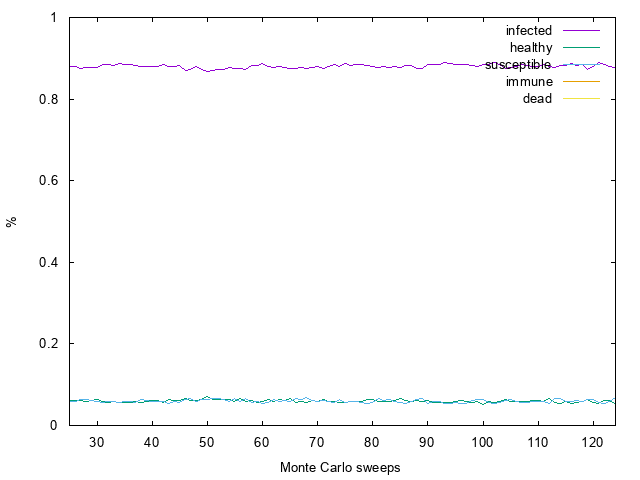 1
0.8
0.6
0.4
0.2
0
%
infected
healthy
susceptible
immune
dead
30 40 50 60 70 80 90 100 110 120
Monte Carlo sweeps